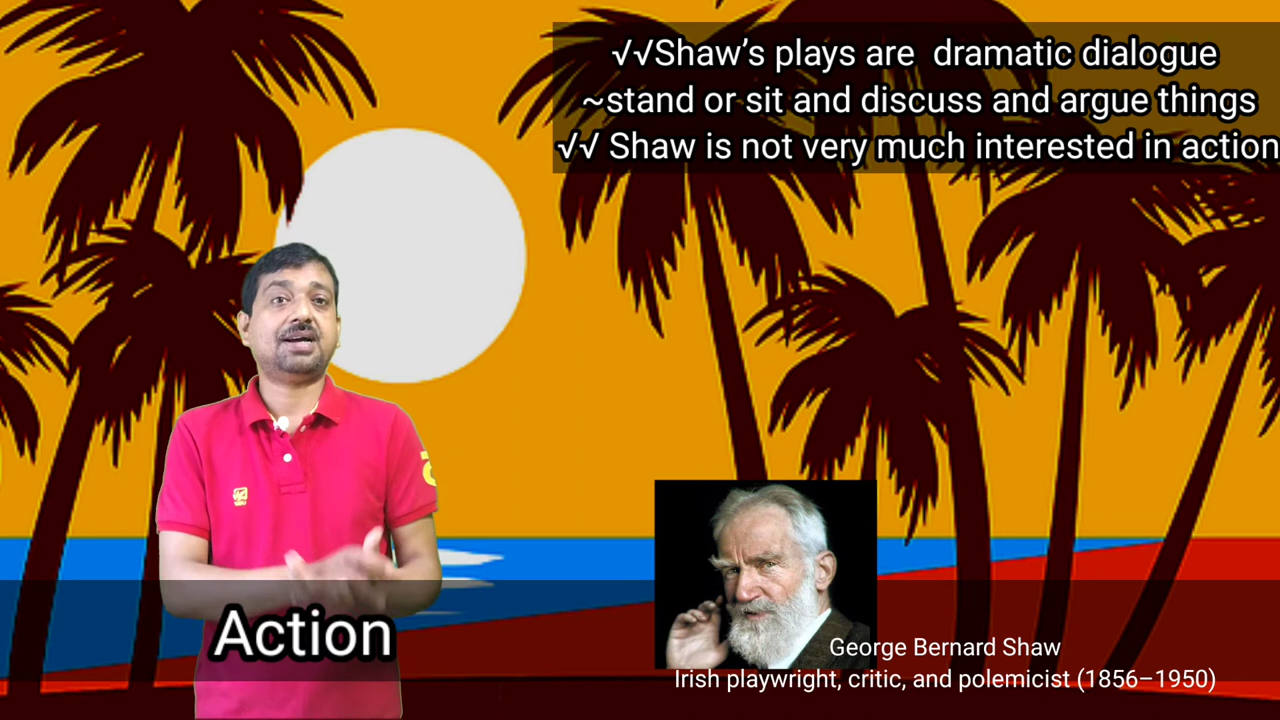 √√Shaw’s plays are dramatic dialogue
~stand or sit and discuss and argue things
√√ Shaw is not very much interested in action
Action
George Bernard Shaw
Irish playwright, critic, and polemicist (1856–1950)